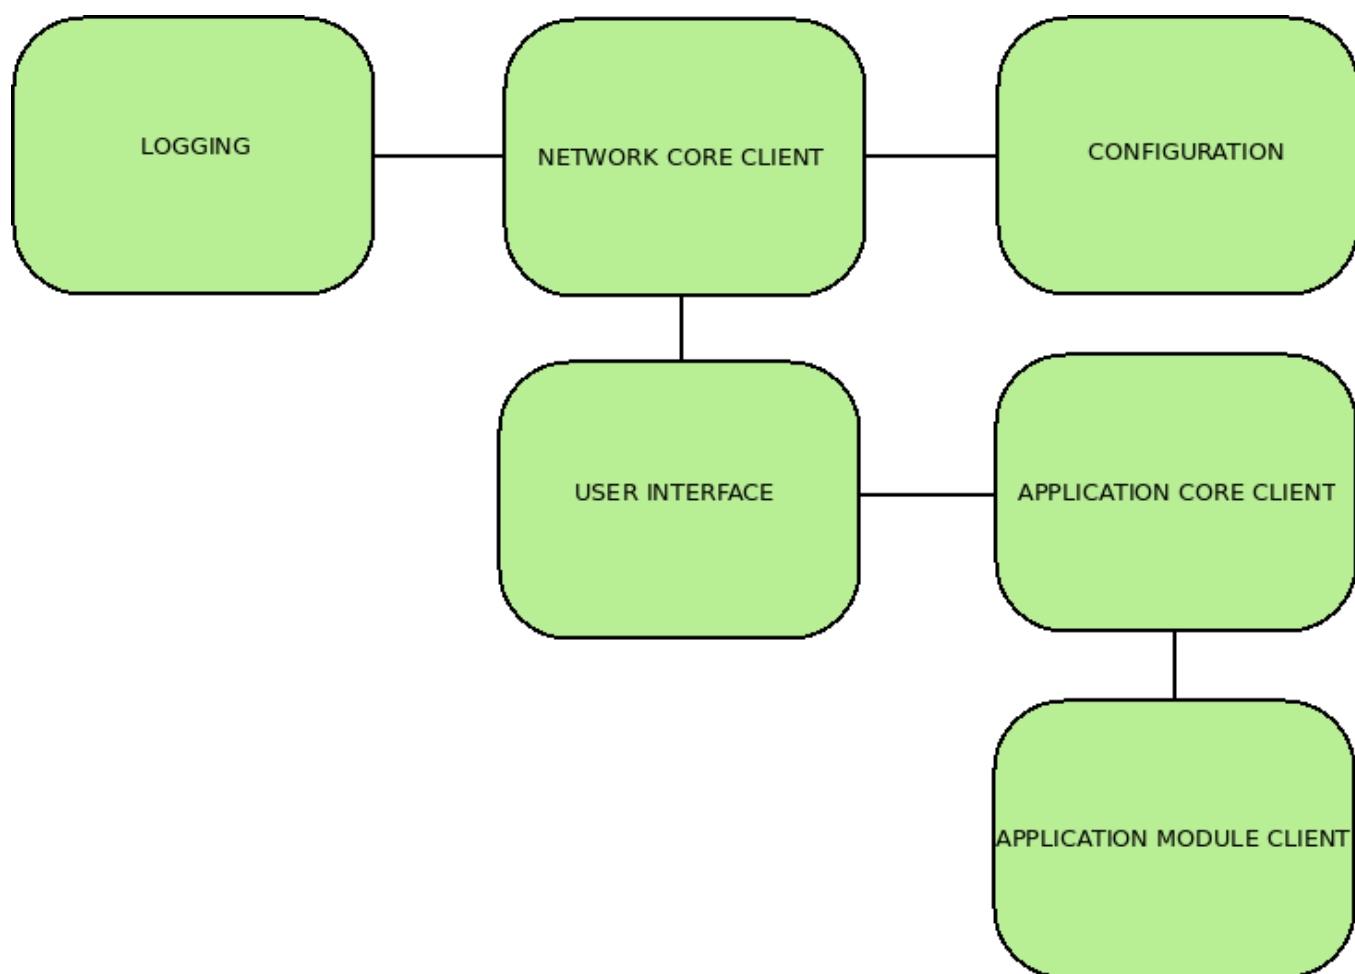 LOGGING
NETWORK CORE CLIENT
CONFIGURATION
USER INTERFACE
APPLICATION CORE CLIENT
APPLICATION MODULE CLIENT